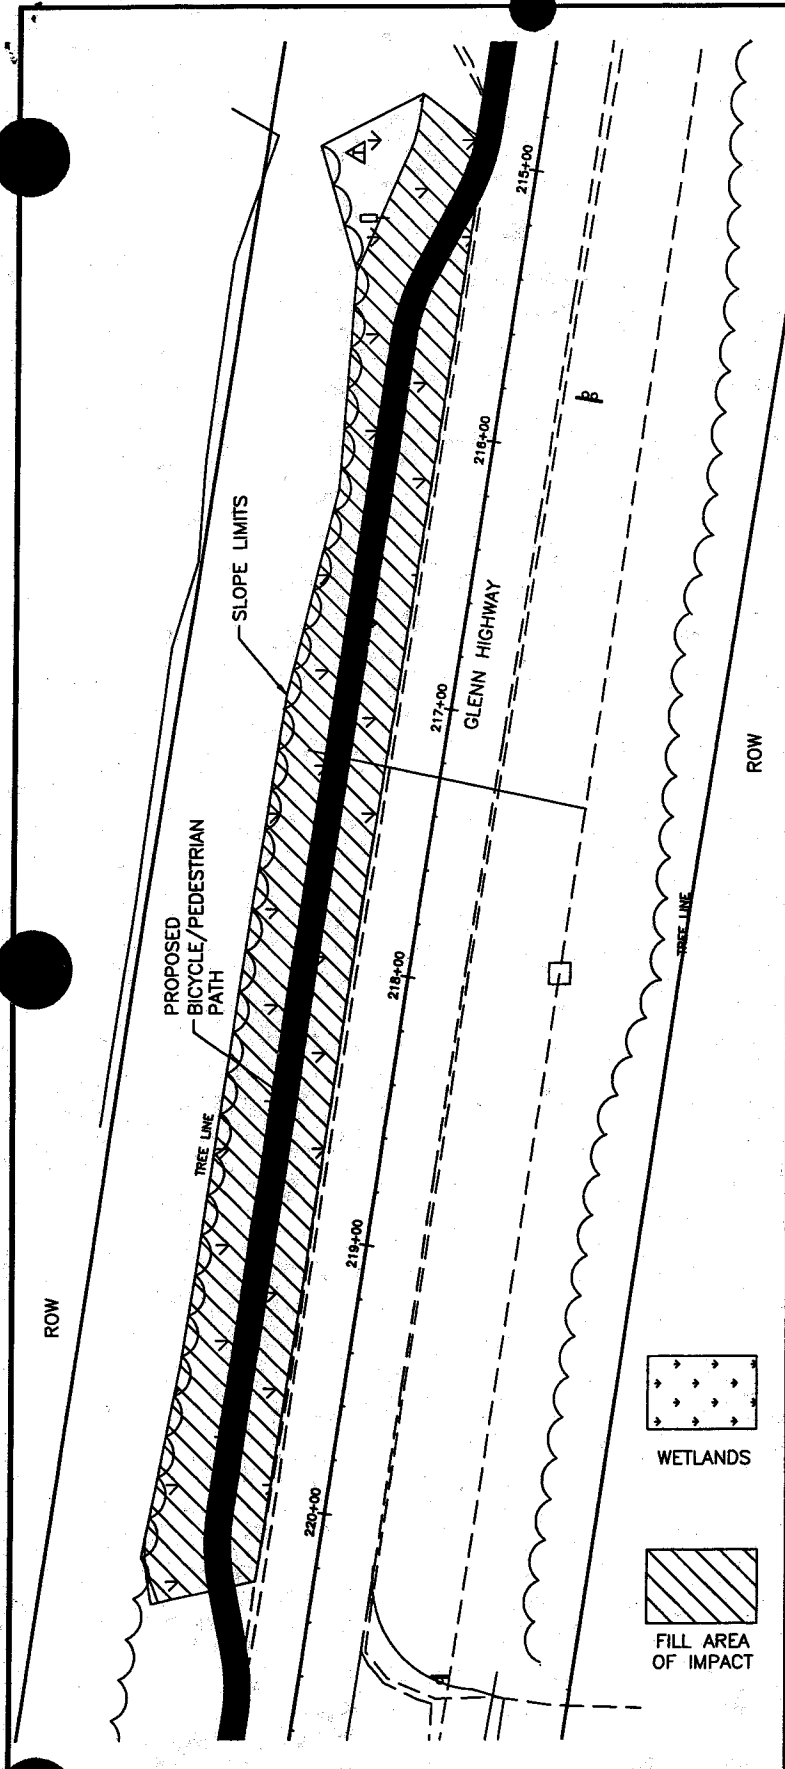 215+00
216+00
SLOPE LIMITS
GLENN HIGHWAY
217+00
ROW
PROPOSED
BICYCLE/PEDESTRIAN
PATH
TREE LINE
218+00
TREE LINE
219+00
ROW
220+00
WETLANDS
FILL AREA
OF IMPACT